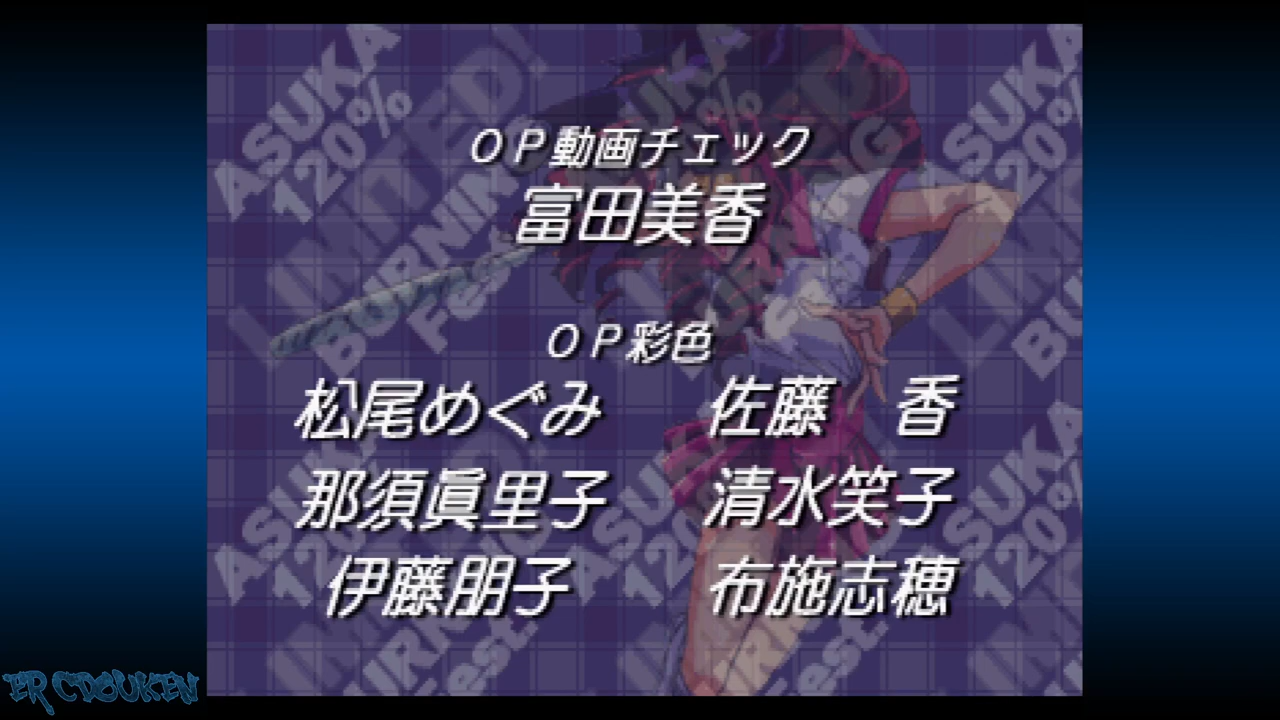 OP動画チェック
富田美香
OP彩色
松尾めぐみ 佐藤 香
那須眞里子 清水笑子
伊藤朋子 布施志穂
ASUKA 120%
LIMITED!
BURNING Fest.
ER CDOUKEN